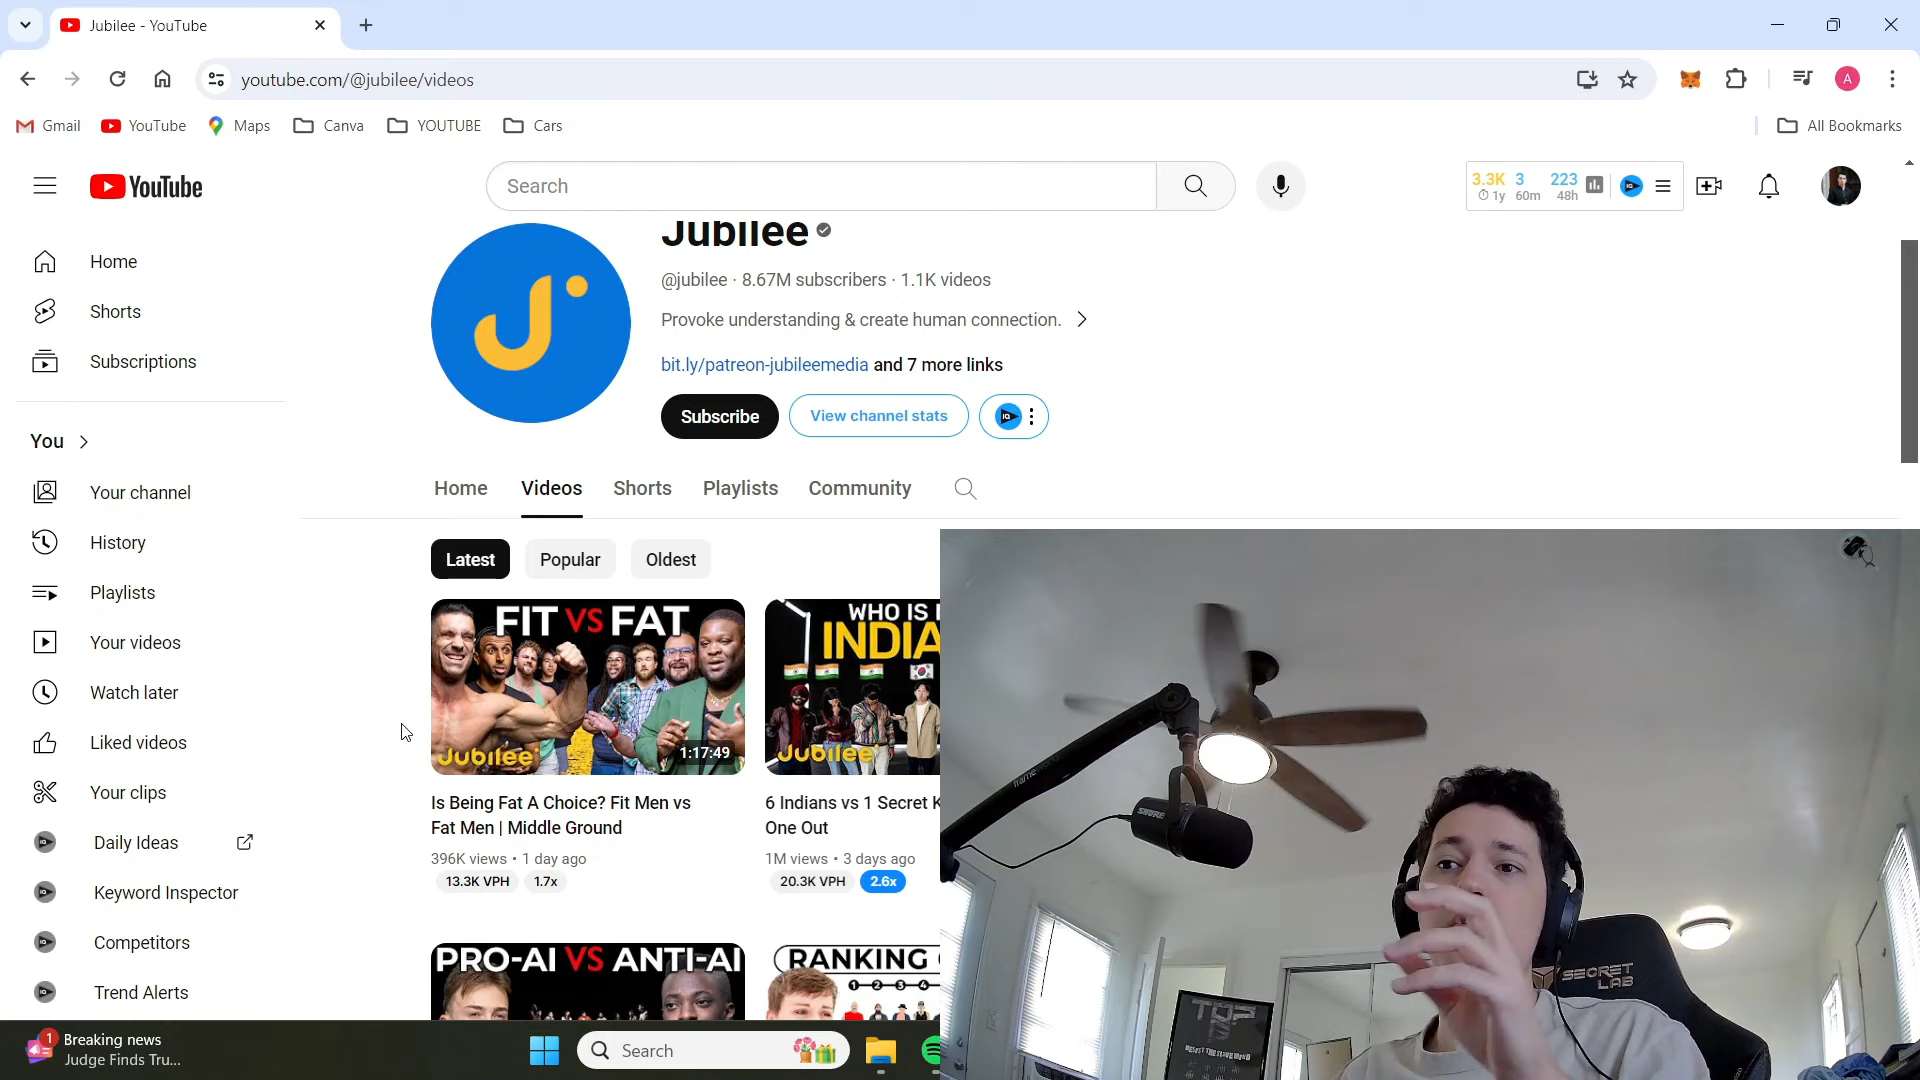 Jubilee - YouTube
youtube.com/@jubilee/videos
A
Gmail
YouTube
Maps
Canva
YOUTUBE
Cars
All Bookmarks
YouTube
Search
3.3K 3 223
1y 60m 48h
Home
Shorts
Subscriptions
You
Your channel
History
Playlists
Your videos
Watch later
Liked videos
Your clips
Daily Ideas
Keyword Inspector
Competitors
Trend Alerts
Jubilee
@jubilee · 8.67M subscribers · 1.1K videos
Provoke understanding & create human connection.
bit.ly/patreon-jubileemedia and 7 more links
Subscribe
View channel stats
IQ
Home
Videos
Shorts
Playlists
Community
Latest
Popular
Oldest
FIT VS FAT
Jubilee
1:17:49
Is Being Fat A Choice? Fit Men vs
Fat Men | Middle Ground
396K views • 1 day ago
13.3K VPH
1.7x
WHO IS
INDIA
Jubilee
6 Indians vs 1 Secret K
One Out
1M views • 3 days ago
20.3K VPH
2.6x
PRO-AI VS ANTI-AI
RANKING
1 2 3 4
SHURE
SECRET
LAB
Breaking news
Judge Finds Tru...
1
Search